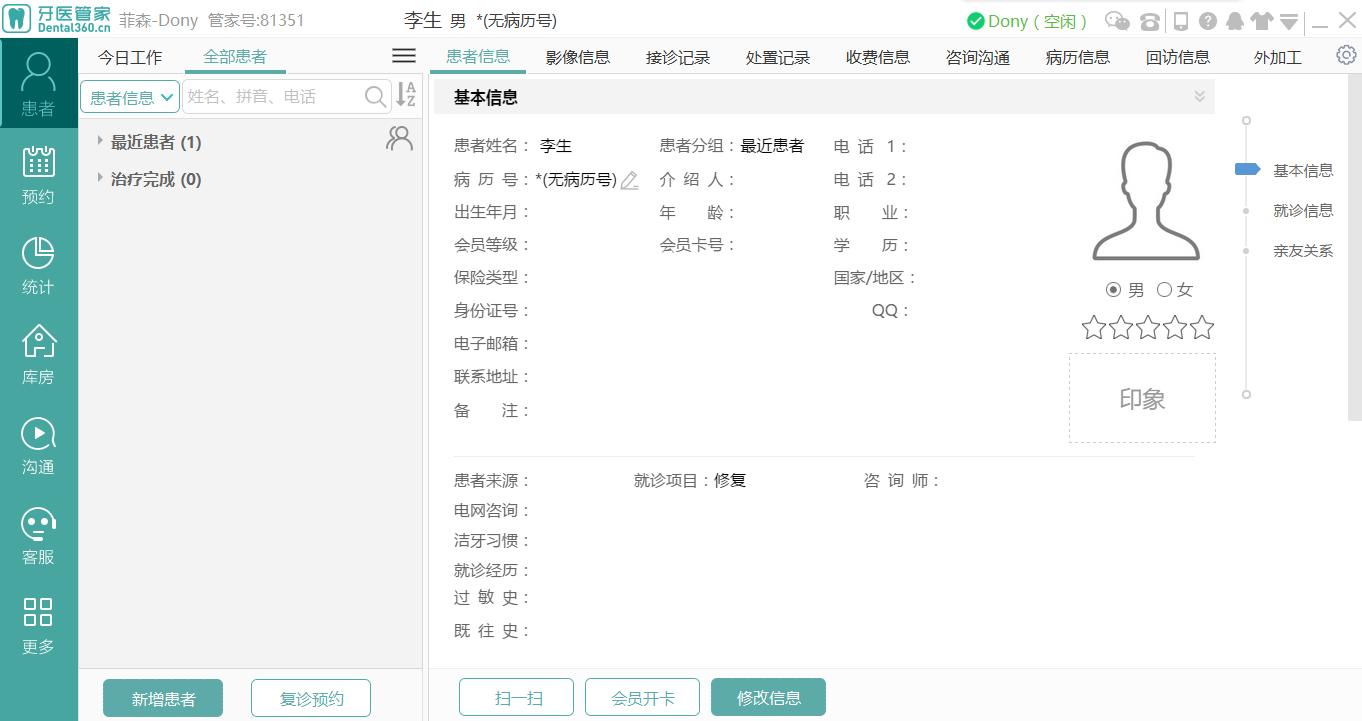 牙医管家
Dental360.cn
菲森-Dony 管家号:81351
李生 男 *(无病历号)
Dony ( 空闲 )
患者
预约
统计
库房
沟通
客服
更多
今日工作 全部患者
患者信息 姓名、拼音、电话 A Z
最近患者 (1)
治疗完成 (0)
新增患者 复诊预约
患者信息 影像信息 接诊记录 处置记录 收费信息 咨询沟通 病历信息 回访信息 外加工
基本信息
患者姓名： 李生 患者分组：最近患者 电 话 1：
病 历 号：*(无病历号) 介 绍 人： 电 话 2：
出生年月： 年 龄： 职 业：
会员等级： 会员卡号： 学 历：
保险类型： 国家/地区：
身份证号： QQ：
电子邮箱：
联系地址：
备 注：
男 女
印象
基本信息
就诊信息
亲友关系
患者来源： 就诊项目：修复 咨 询 师：
电网咨询：
洁牙习惯：
就诊经历：
过 敏 史：
既 往 史：
扫一扫 会员开卡 修改信息